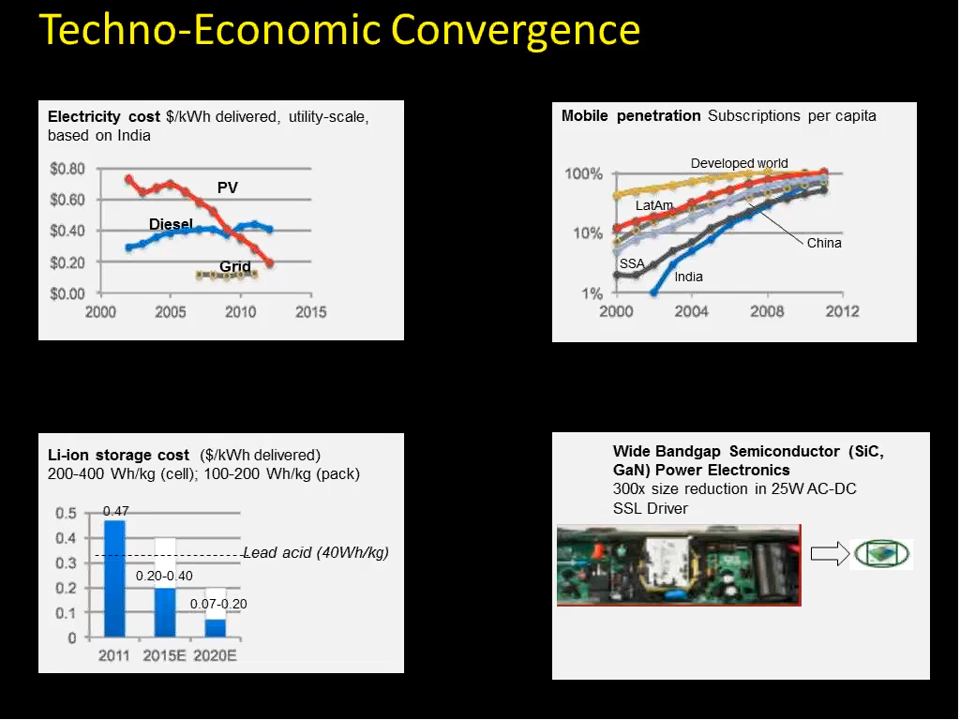 Techno-Economic Convergence
Electricity cost $/kWh delivered, utility-scale,
based on India
$0.80
$0.60
$0.40
$0.20
$0.00
PV
Diesel
Grid
2000 2005 2010 2015
Mobile penetration Subscriptions per capita
100%
10%
1%
Developed world
LatAm
China
SSA
India
2000 2004 2008 2012
Li-ion storage cost ($/kWh delivered)
200-400 Wh/kg (cell); 100-200 Wh/kg (pack)
0.5
0.4
0.3
0.2
0.1
0
0.47
Lead acid (40Wh/kg)
0.20-0.40
0.07-0.20
2011 2015E 2020E
Wide Bandgap Semiconductor (SiC,
GaN) Power Electronics
300x size reduction in 25W AC-DC
SSL Driver